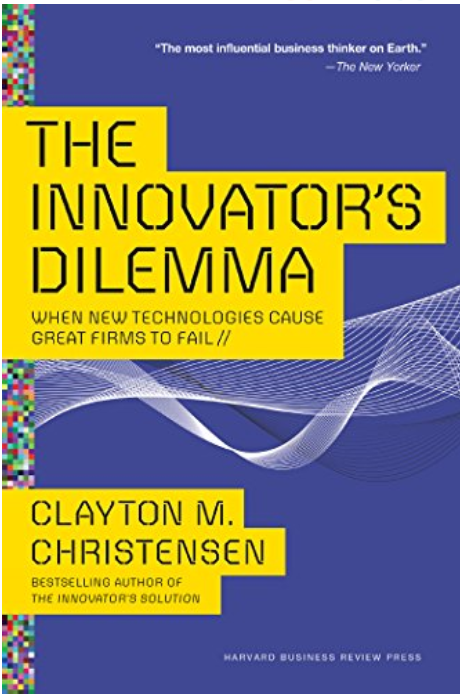 "The most influential business thinker on Earth."
—The New Yorker
THE
INNOVATOR'S
DILEMMA
WHEN NEW TECHNOLOGIES CAUSE
GREAT FIRMS TO FAIL //
CLAYTON M.
CHRISTENSEN
BESTSELLING AUTHOR OF
THE INNOVATOR'S SOLUTION
HARVARD BUSINESS REVIEW PRESS